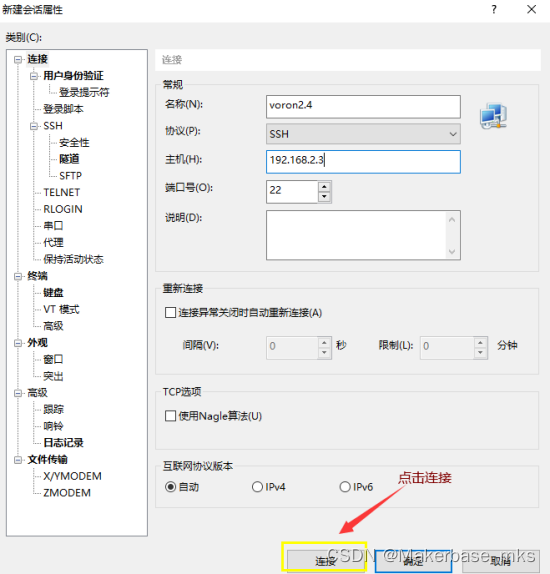 新建会话属性
?
×
类别(C):
连接
用户身份验证
登录提示符
登录脚本
SSH
安全性
隧道
SFTP
TELNET
RLOGIN
串口
代理
保持活动状态
终端
键盘
VT 模式
高级
外观
窗口
突出
高级
跟踪
响铃
日志记录
文件传输
X/YMODEM
ZMODEM
连接
常规
名称(N): voron2.4
协议(P): SSH
主机(H): 192.168.2.3
端口号(O): 22
说明(D):
重新连接
连接异常关闭时自动重新连接(A)
间隔(V): 0 秒 限制(L): 0 分钟
TCP选项
使用Nagle算法(U)
互联网协议版本
自动 IPv4 IPv6
点击连接
连接 确定 取消
CSDN @Makerbase_mks